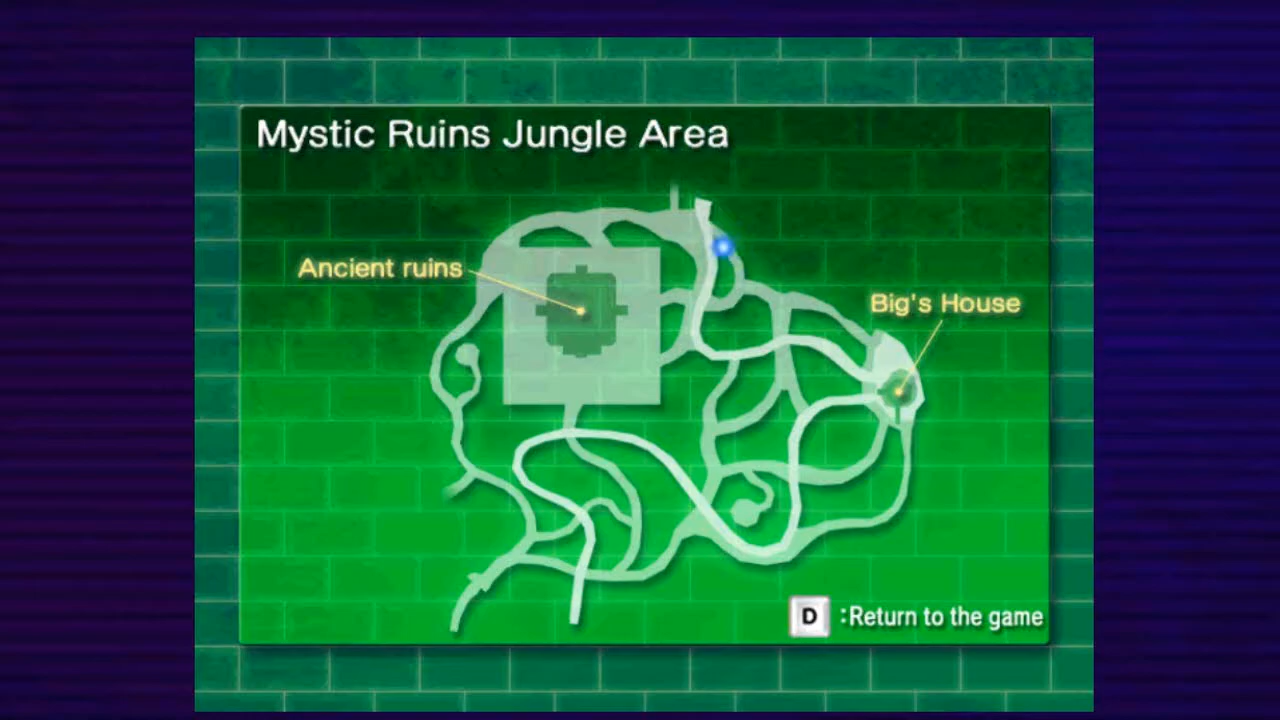 Mystic Ruins Jungle Area
Ancient ruins
Big's House
D :Return to the game